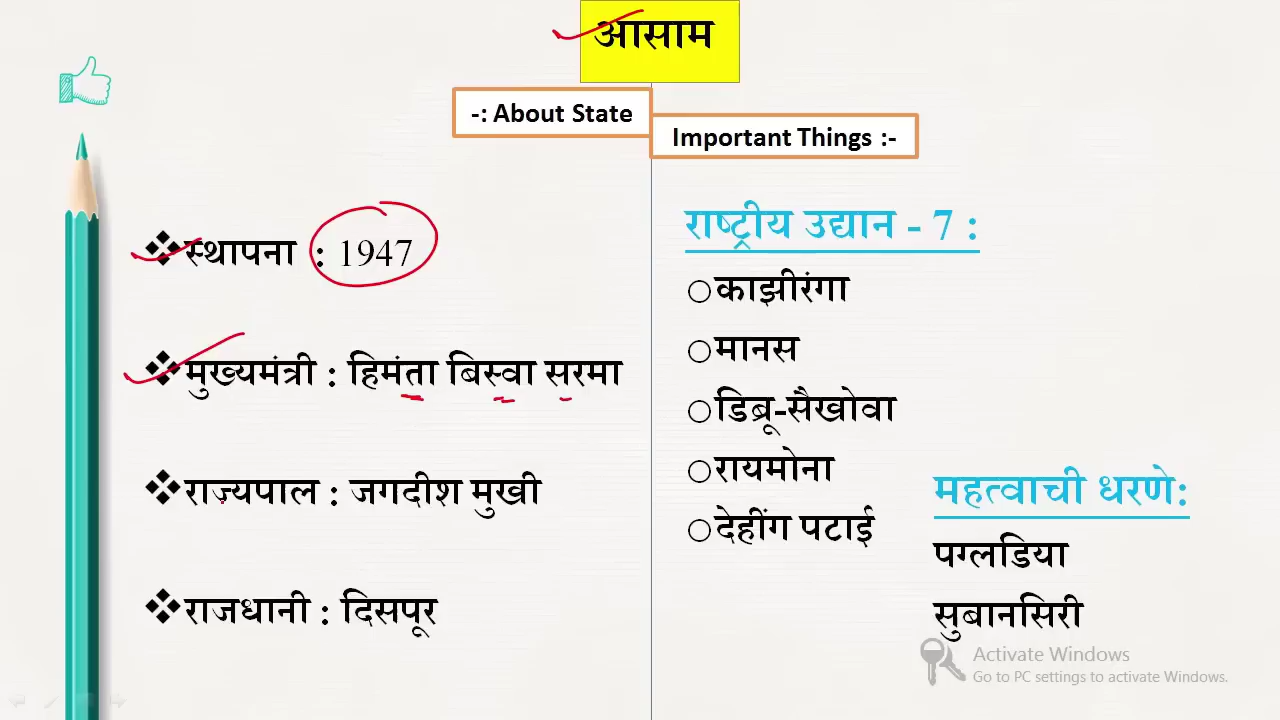 आसाम
-: About State
Important Things :-
❖स्थापना : 1947
❖मुख्यमंत्री : हिमंता बिस्वा सरमा
❖राज्यपाल : जगदीश मुखी
❖राजधानी : दिसपूर
राष्ट्रीय उद्यान - 7 :
○काझीरंगा
○मानस
○डिब्रू-सैखोवा
○रायमोना
○देहींग पटाई
महत्वाची धरणे:
पग्लडिया
सुबानसिरी
Activate Windows
Go to PC settings to activate Windows.